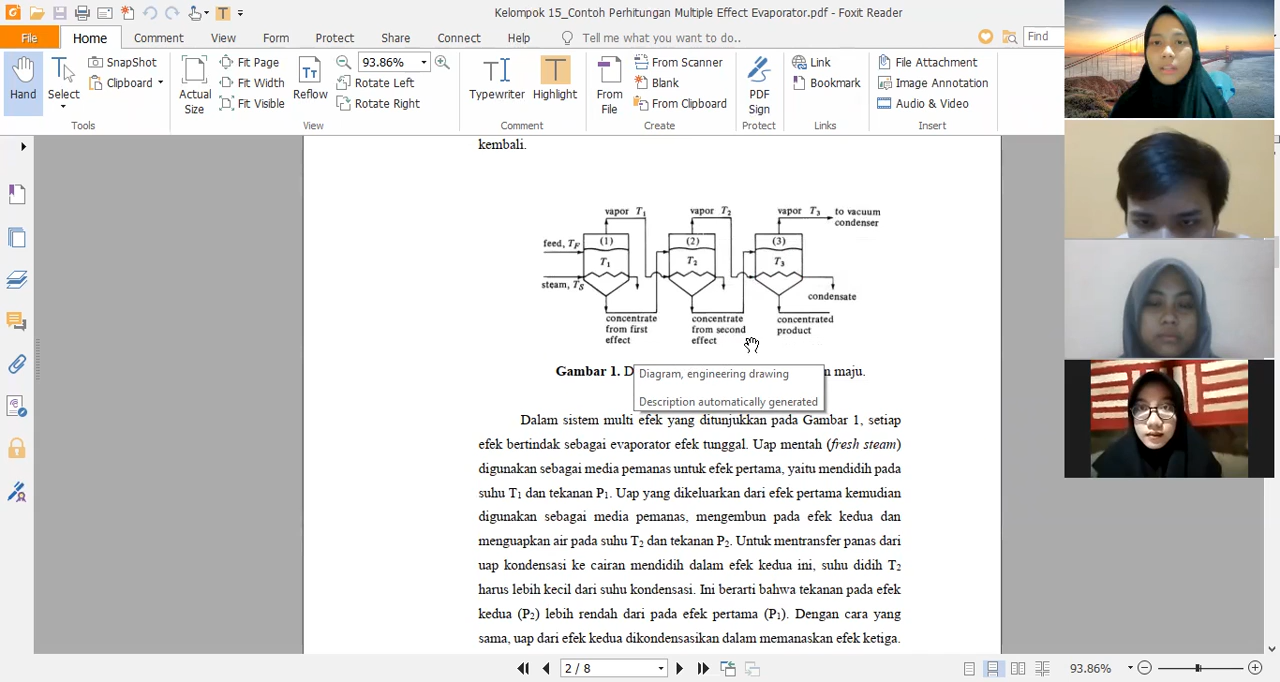 Kelompok 15_Contoh Perhitungan Multiple Effect Evaporator.pdf - Foxit Reader
File Home Comment View Form Protect Share Connect Help Tell me what you want to do.. Find
Hand
Select
SnapShot
Clipboard
Tools
Actual Size
Fit Page
Fit Width
Fit Visible
Reflow
93.86%
Rotate Left
Rotate Right
View
Typewriter
Highlight
Comment
From File
From Scanner
Blank
From Clipboard
Create
PDF Sign
Protect
Link
Bookmark
Links
File Attachment
Image Annotation
Audio & Video
Insert
kembali.
vapor T1 vapor T2 vapor T3 to vacuum condenser
feed, TF (1) (2) (3)
T1 T2 T3
steam, TS
condensate
concentrate from first effect
concentrate from second effect
concentrated product
Gambar 1. D maju.
Diagram, engineering drawing
Description automatically generated
Dalam sistem multi efek yang ditunjukkan pada Gambar 1, setiap
efek bertindak sebagai evaporator efek tunggal. Uap mentah (fresh steam)
digunakan sebagai media pemanas untuk efek pertama, yaitu mendidih pada
suhu T1 dan tekanan P1. Uap yang dikeluarkan dari efek pertama kemudian
digunakan sebagai media pemanas, mengembun pada efek kedua dan
menguapkan air pada suhu T2 dan tekanan P2. Untuk mentransfer panas dari
uap kondensasi ke cairan mendidih dalam efek kedua ini, suhu didih T2
harus lebih kecil dari suhu kondensasi. Ini berarti bahwa tekanan pada efek
kedua (P2) lebih rendah dari pada efek pertama (P1). Dengan cara yang
sama, uap dari efek kedua dikondensasikan dalam memanaskan efek ketiga.
2 / 8
93.86%